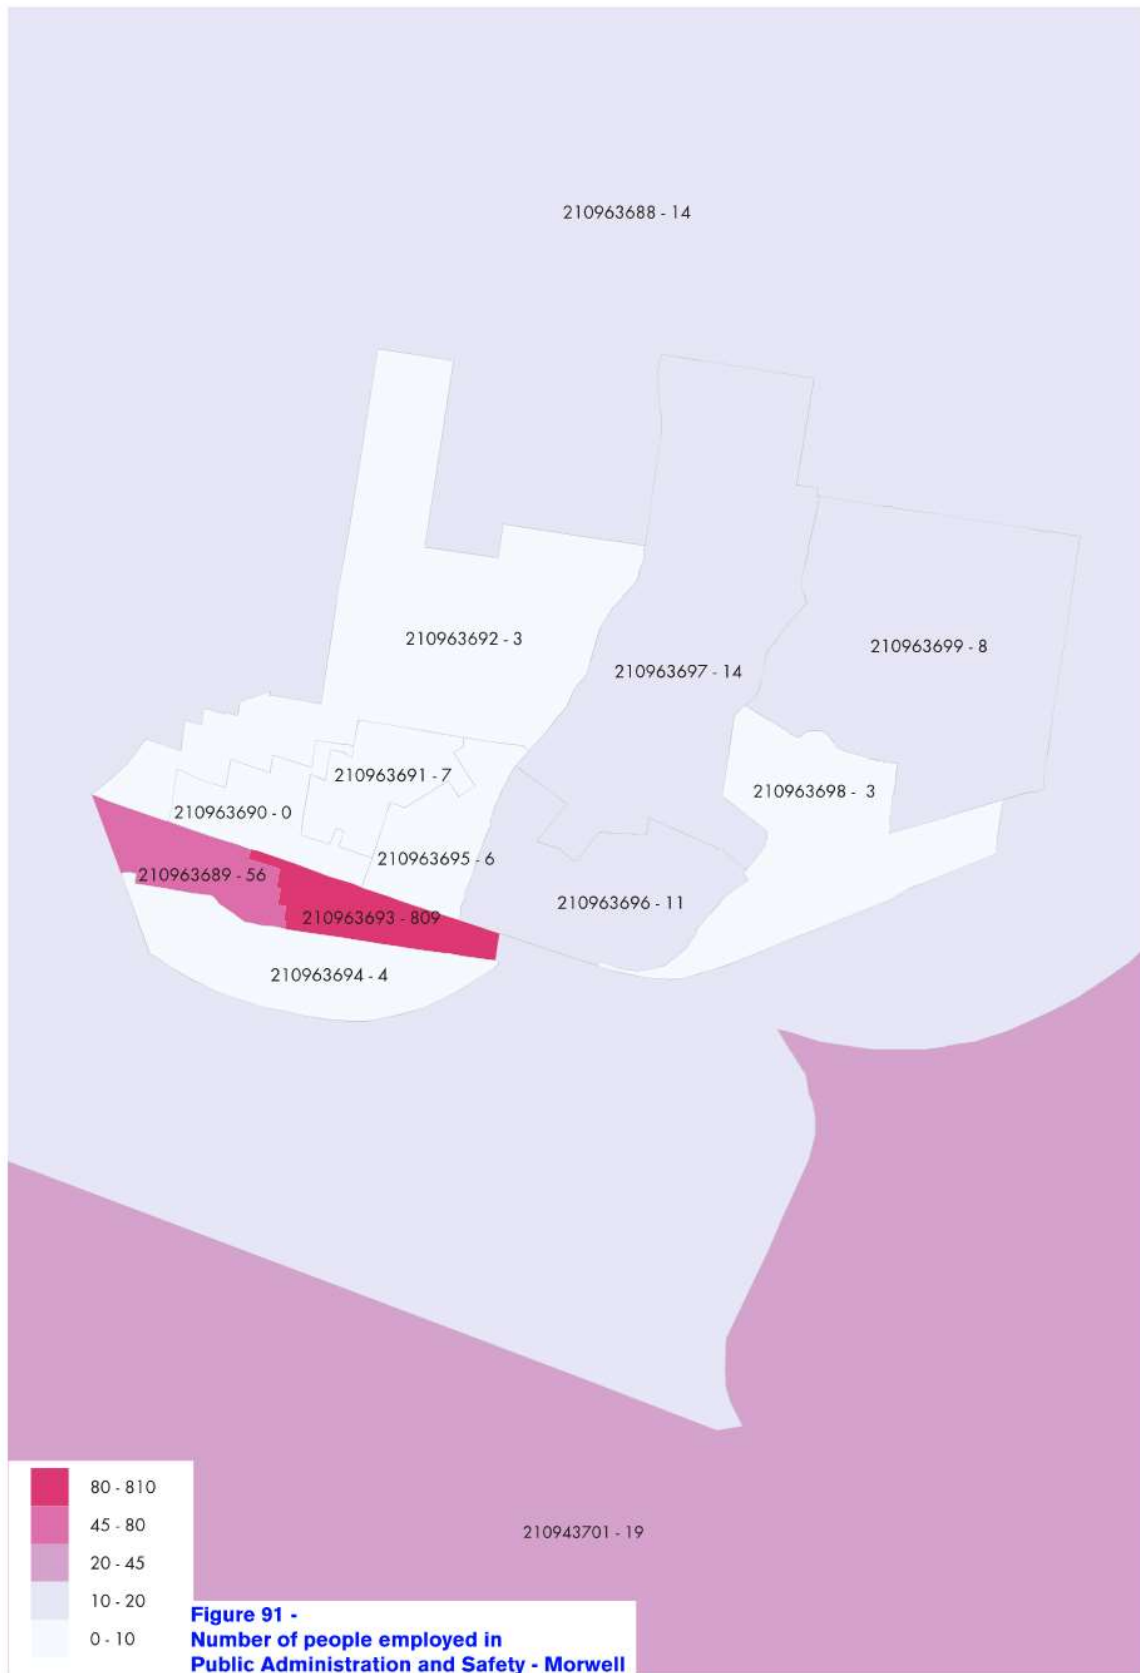 210963688 - 14
210963692 - 3
210963699 - 8
210963697 - 14
210963691 - 7
210963698 - 3
210963690 - 0
210963695 - 6
210963689 - 56
210963696 - 11
210963693 - 809
210963694 - 4
80 - 810
45 - 80
20 - 45
10 - 20
0 - 10
210943701 - 19
Figure 91 -
Number of people employed in
Public Administration and Safety - Morwell